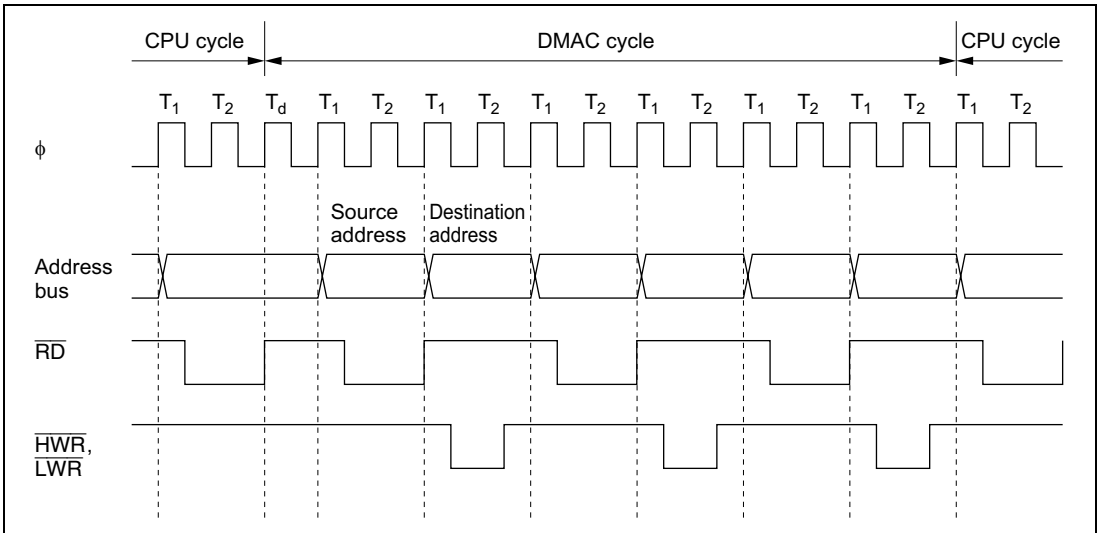 CPU cycle DMAC cycle CPU cycle
T1 T2 Td T1 T2 T1 T2 T1 T2 T1 T2 T1 T2 T1 T2 T1 T2
ϕ
Source address
Destination address
Address bus
RD
HWR,
LWR